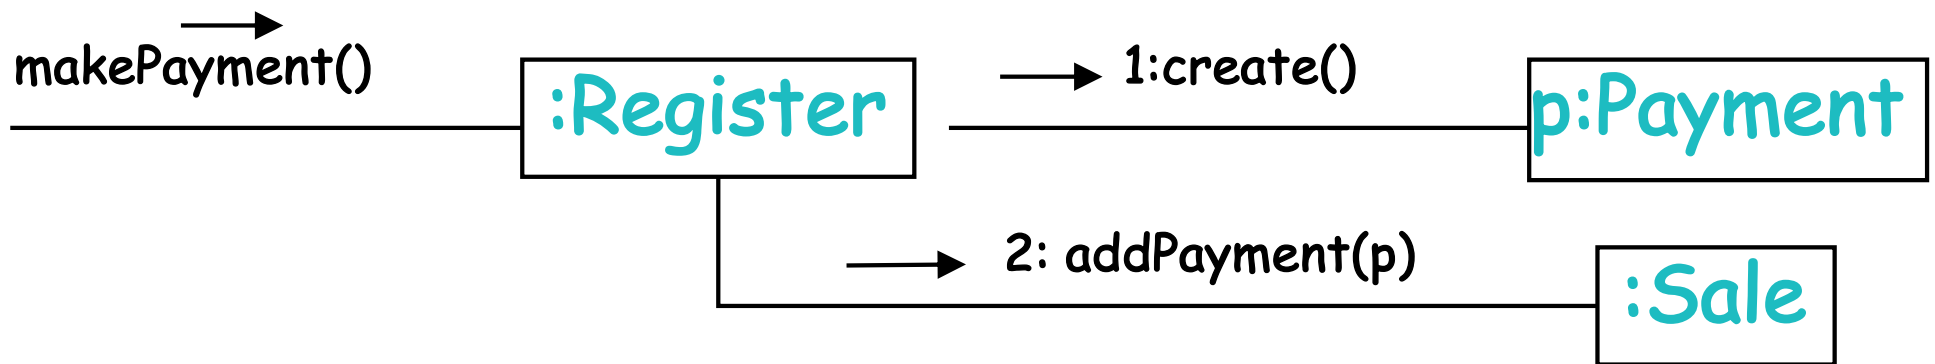 makePayment()
:Register
1:create()
p:Payment
2: addPayment(p)
:Sale